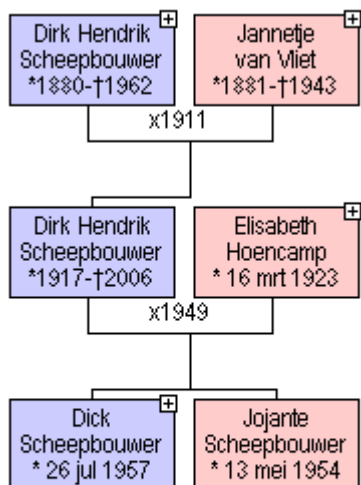 Dirk Hendrik
Scheepbouwer
*1880-†1962
Jannetje
van Vliet
*1881-†1943
x1911
Dirk Hendrik
Scheepbouwer
*1917-†2006
Elisabeth
Hoencamp
* 16 mrt 1923
x1949
Dick
Scheepbouwer
* 26 jul 1957
Jojante
Scheepbouwer
* 13 mei 1954